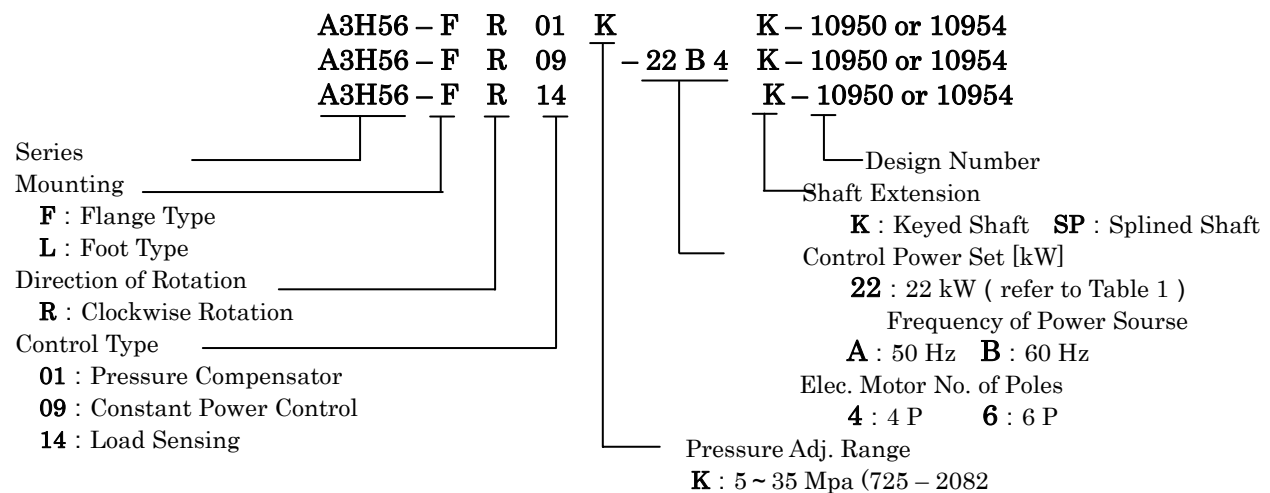 A3H56 – F R 01 K K – 10950 or 10954
A3H56 – F R 09 – 22 B 4 K – 10950 or 10954
A3H56 – F R 14 K – 10950 or 10954
Series
Mounting
F : Flange Type
L : Foot Type
Direction of Rotation
R : Clockwise Rotation
Control Type
01 : Pressure Compensator
09 : Constant Power Control
14 : Load Sensing
Design Number
Shaft Extension
K : Keyed Shaft SP : Splined Shaft
Control Power Set [kW]
22 : 22 kW ( refer to Table 1 )
Frequency of Power Sourse
A : 50 Hz B : 60 Hz
Elec. Motor No. of Poles
4 : 4 P 6 : 6 P
Pressure Adj. Range
K : 5 ~ 35 Mpa (725 – 2082